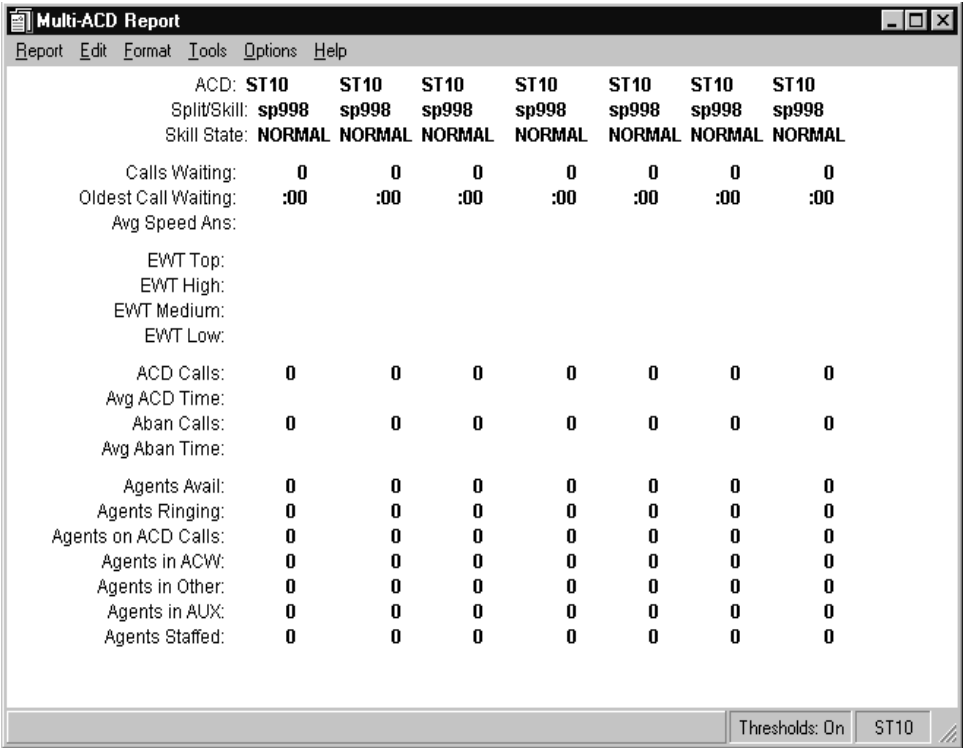 Multi-ACD Report
Report Edit Format Tools Options Help
ACD: ST10 ST10 ST10 ST10 ST10 ST10 ST10
Split/Skill: sp998 sp998 sp998 sp998 sp998 sp998 sp998
Skill State: NORMAL NORMAL NORMAL NORMAL NORMAL NORMAL NORMAL
Calls Waiting: 0 0 0 0 0 0 0
Oldest Call Waiting: :00 :00 :00 :00 :00 :00 :00
Avg Speed Ans:
EWT Top:
EWT High:
EWT Medium:
EWT Low:
ACD Calls: 0 0 0 0 0 0 0
Avg ACD Time:
Aban Calls: 0 0 0 0 0 0 0
Avg Aban Time:
Agents Avail: 0 0 0 0 0 0 0
Agents Ringing: 0 0 0 0 0 0 0
Agents on ACD Calls: 0 0 0 0 0 0 0
Agents in ACW: 0 0 0 0 0 0 0
Agents in Other: 0 0 0 0 0 0 0
Agents in AUX: 0 0 0 0 0 0 0
Agents Staffed: 0 0 0 0 0 0 0
Thresholds: On ST10